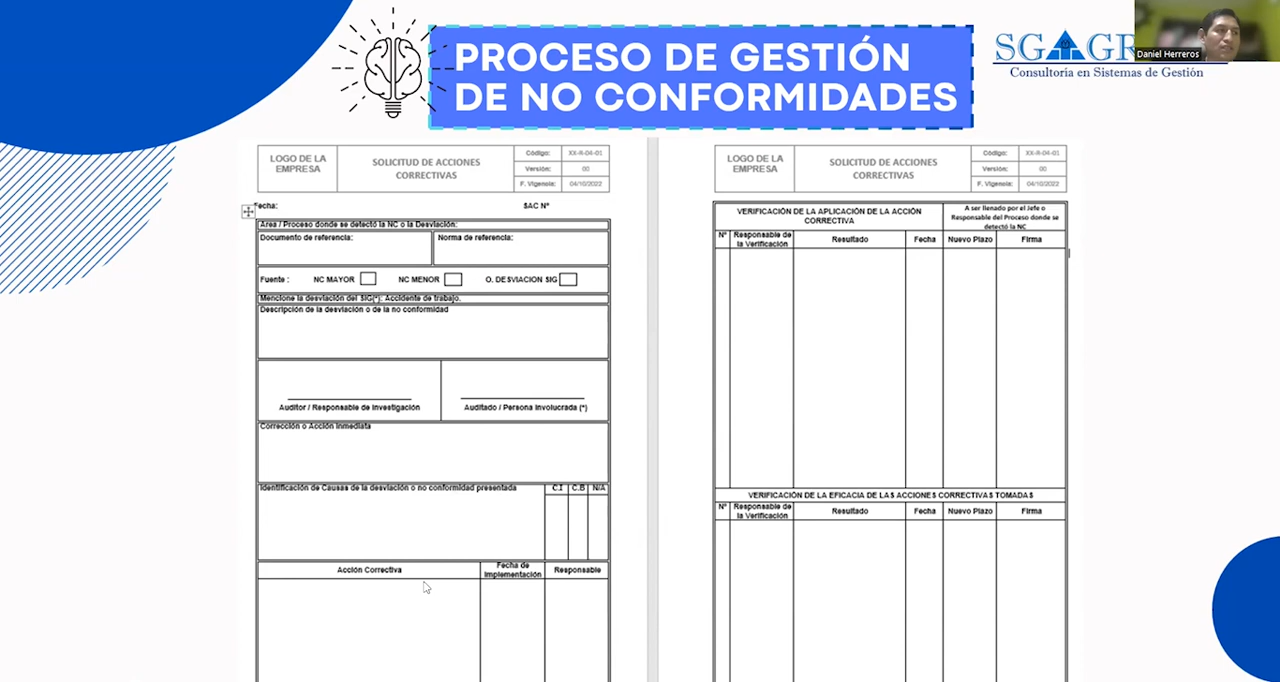 PROCESO DE GESTIÓN
DE NO CONFORMIDADES
SG GR
Consultoría en Sistemas de Gestión
Daniel Herreros
LOGO DE LA
EMPRESA
SOLICITUD DE ACCIONES
CORRECTIVAS
Código: XX-R-04-01
Versión: 00
F. Vigencia: 04/10/2022
Fecha: SAC Nº
Area / Proceso donde se detectó la NC o la Desviación:
Documento de referencia: Norma de referencia:
Fuente : NC MAYOR NC MENOR O. DESVIACION SIG
Mencione la desviación del SIG(*): Accidente de trabajo.
Descripción de la desviación o de la no conformidad
Auditor / Responsable de Investigación Auditado / Persona Involucrada (*)
Corrección o Acción Inmediata
Identificación de Causas de la desviación o no conformidad presentada C.I C.B N/A
Acción Correctiva Fecha de Implementación Responsable
LOGO DE LA
EMPRESA
SOLICITUD DE ACCIONES
CORRECTIVAS
Código: XX-R-04-01
Versión: 00
F. Vigencia: 04/10/2022
VERIFICACIÓN DE LA APLICACIÓN DE LA ACCIÓN
CORRECTIVA
A ser llenado por el Jefe o
Responsable del Proceso donde se
detectó la NC
Nº Responsable de la Verificación Resultado Fecha Nuevo Plazo Firma
VERIFICACIÓN DE LA EFICACIA DE LAS ACCIONES CORRECTIVAS TOMADAS
Nº Responsable de la Verificación Resultado Fecha Nuevo Plazo Firma